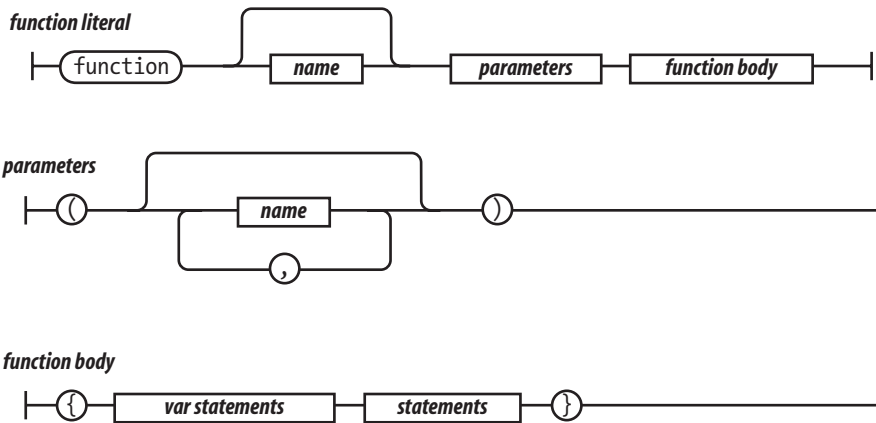 function literal
function name parameters function body
parameters
( name )
,
function body
{ var statements statements }